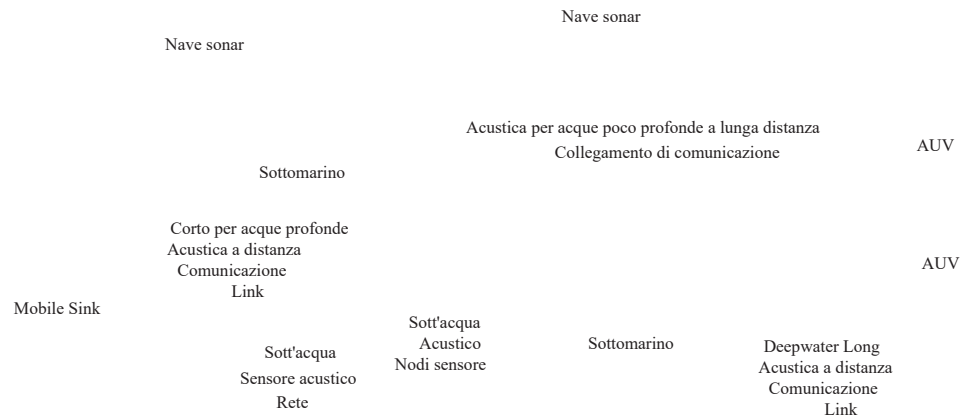 Nave sonar
Nave sonar
Acustica per acque poco profonde a lunga distanza
Collegamento di comunicazione
AUV
Sottomarino
Corto per acque profonde
Acustica a distanza
Comunicazione
Link
AUV
Mobile Sink
Sott'acqua
Acustico
Nodi sensore
Sottomarino
Sott'acqua
Sensore acustico
Rete
Deepwater Long
Acustica a distanza
Comunicazione
Link